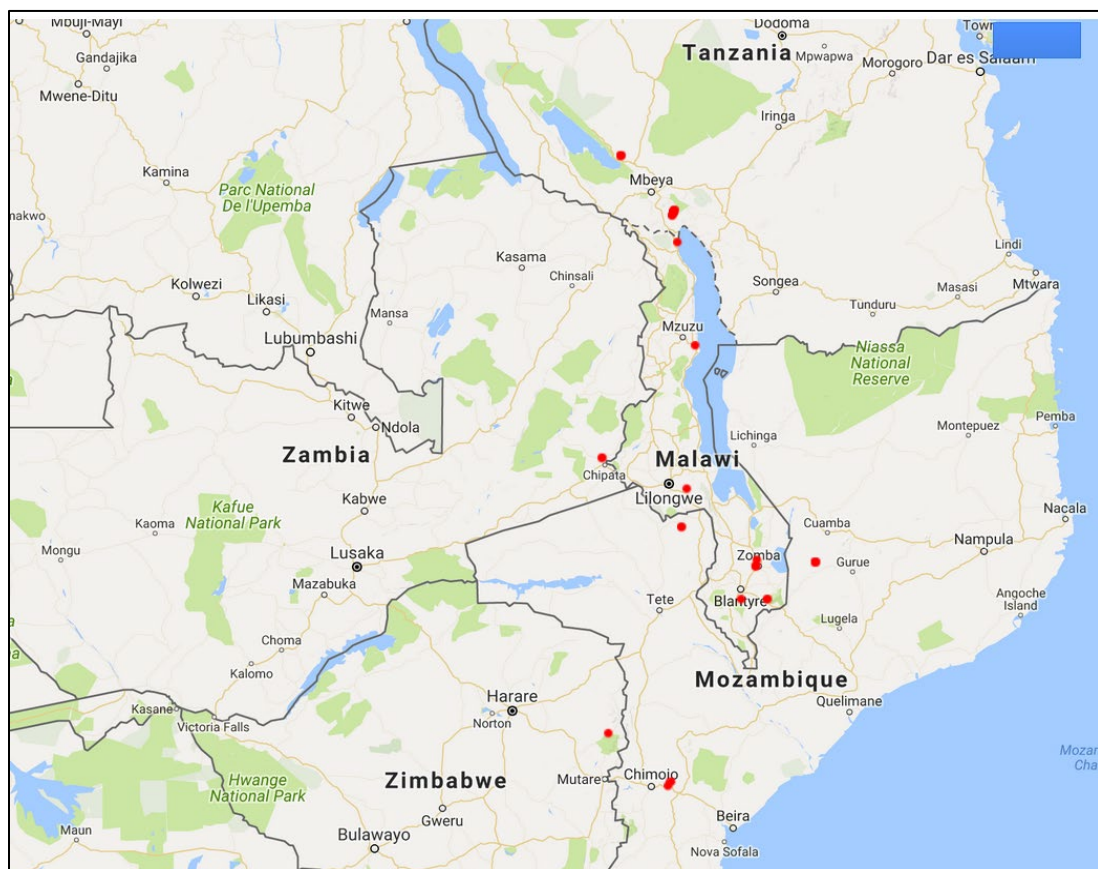 Mbuji-Mayi
Gandajika
Mwene-Ditu
Dodoma
Town
Tanzania
Mpwapwa
Morogoro
Dar es Salaam
Iringa
Kamina
Parc National
De l'Upemba
Mbeya
makwo
Kasama
Chinsali
Lindi
Kolwezi
Likasi
Mansa
Songea
Masasi
Mtwara
Tunduru
Lubumbashi
Mzuzu
Niassa
National
Reserve
Kitwe
Ndola
Pemba
Montepuez
Lichinga
Zambia
Malawi
Chipata
Lilongwe
Kabwe
Kafue
National Park
Kaoma
Nacala
Cuamba
Mongu
Lusaka
Zomba
Nampula
Gurue
Mazabuka
Blantyre
Tete
Angoche
Island
Lugela
Choma
Kalomo
Mozambique
Harare
Quelimane
Kasane
Victoria Falls
Norton
Mozam
Cha
Hwange
National Park
Zimbabwe
Mutare
Chimoio
Gweru
Beira
Maun
Bulawayo
Nova Sofala